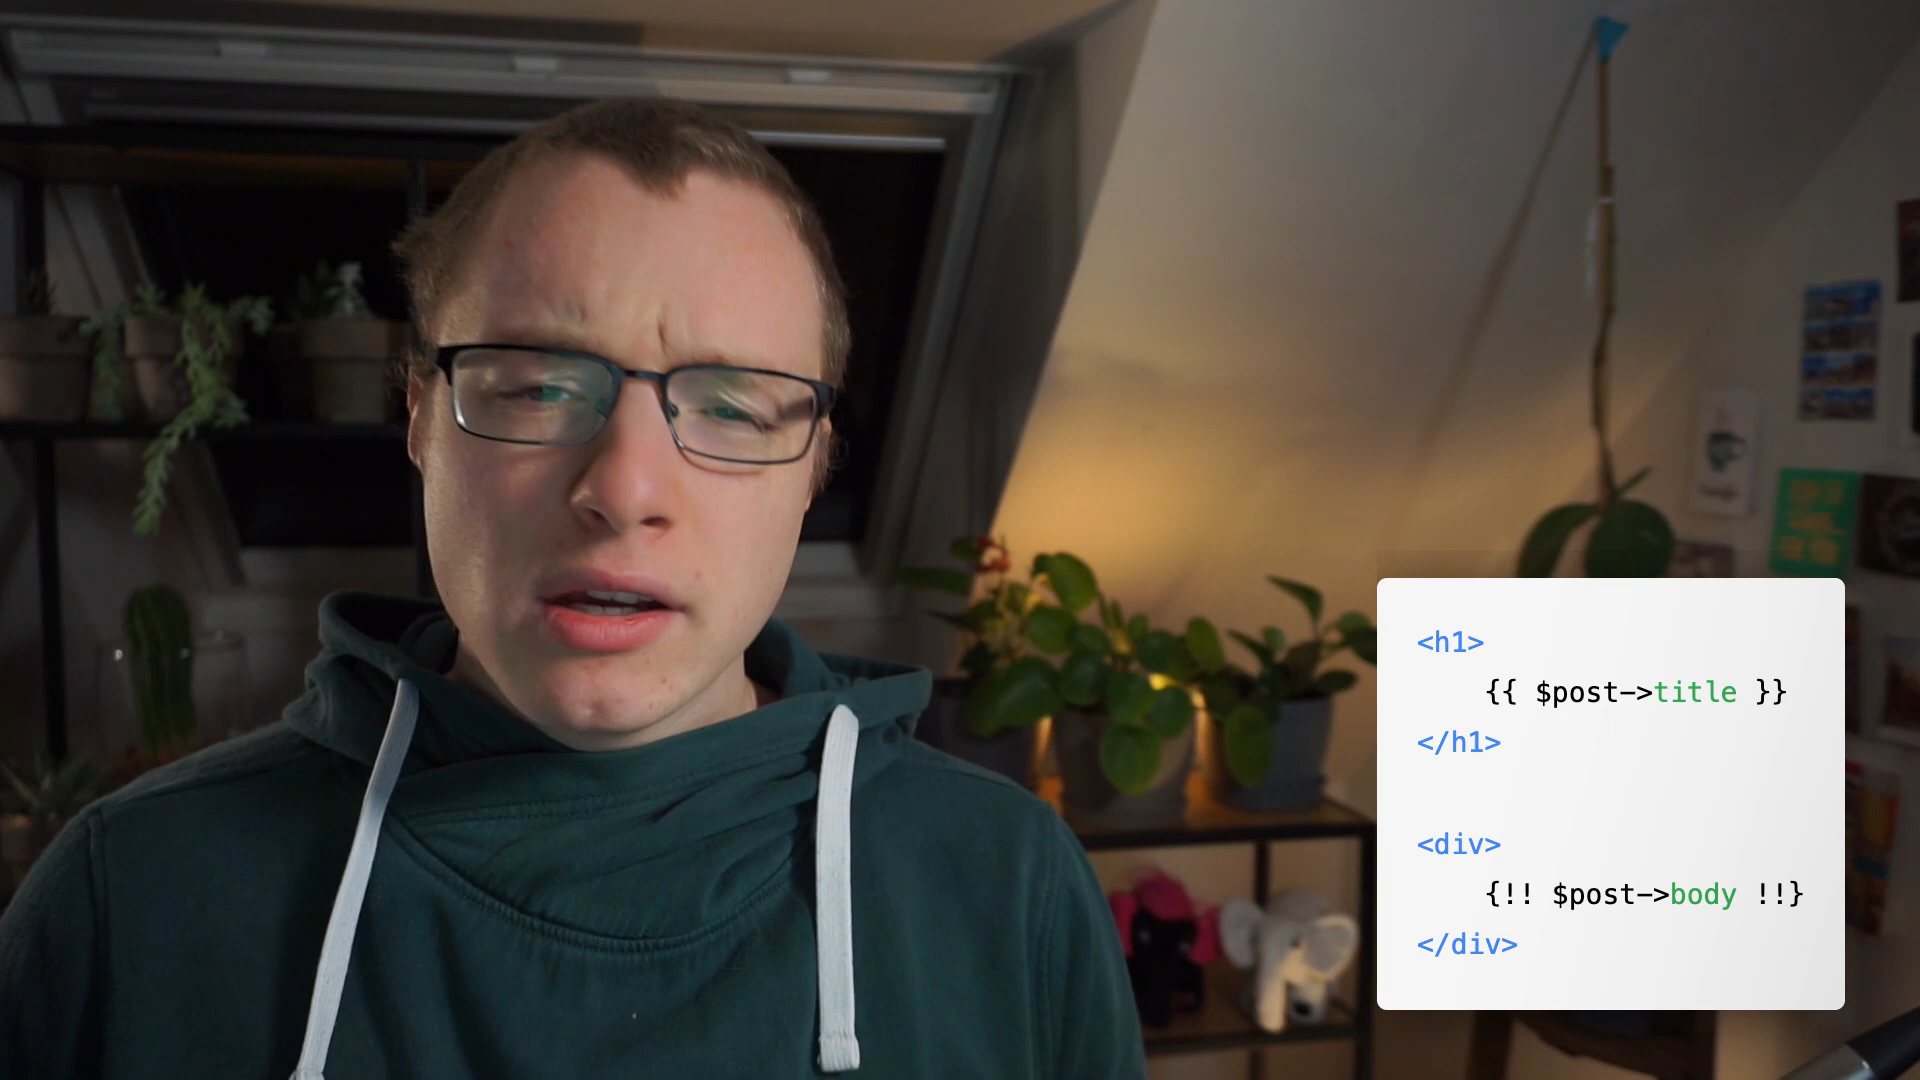 <h1>
{{ $post->title }}
</h1>
<div>
{!! $post->body !!}
</div>